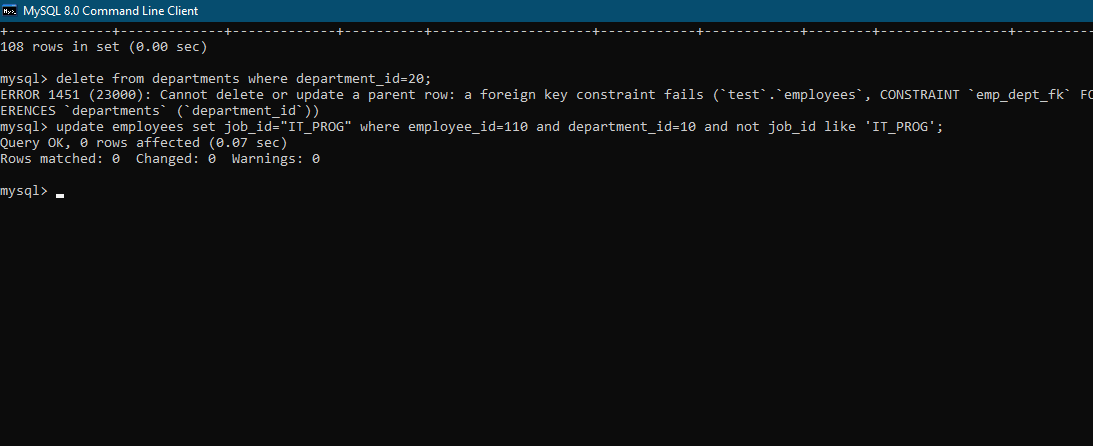 MySQL 8.0 Command Line Client
+-------------+------------+-------------+----------+--------------------+------------+------------+--------+---------------+----------
108 rows in set (0.00 sec)
mysql> delete from departments where department_id=20;
ERROR 1451 (23000): Cannot delete or update a parent row: a foreign key constraint fails (`test`.`employees`, CONSTRAINT `emp_dept_fk` FO
ERENCES `departments` (`department_id`))
mysql> update employees set job_id="IT_PROG" where employee_id=110 and department_id=10 and not job_id like 'IT_PROG';
Query OK, 0 rows affected (0.07 sec)
Rows matched: 0  Changed: 0  Warnings: 0
mysql> _